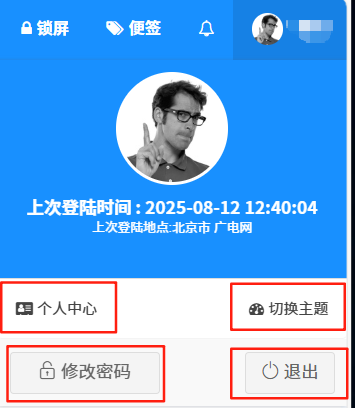 锁屏 便签
上次登陆时间 : 2025-08-12 12:40:04
上次登陆地点:北京市 广电网
个人中心 切换主题
修改密码 退出